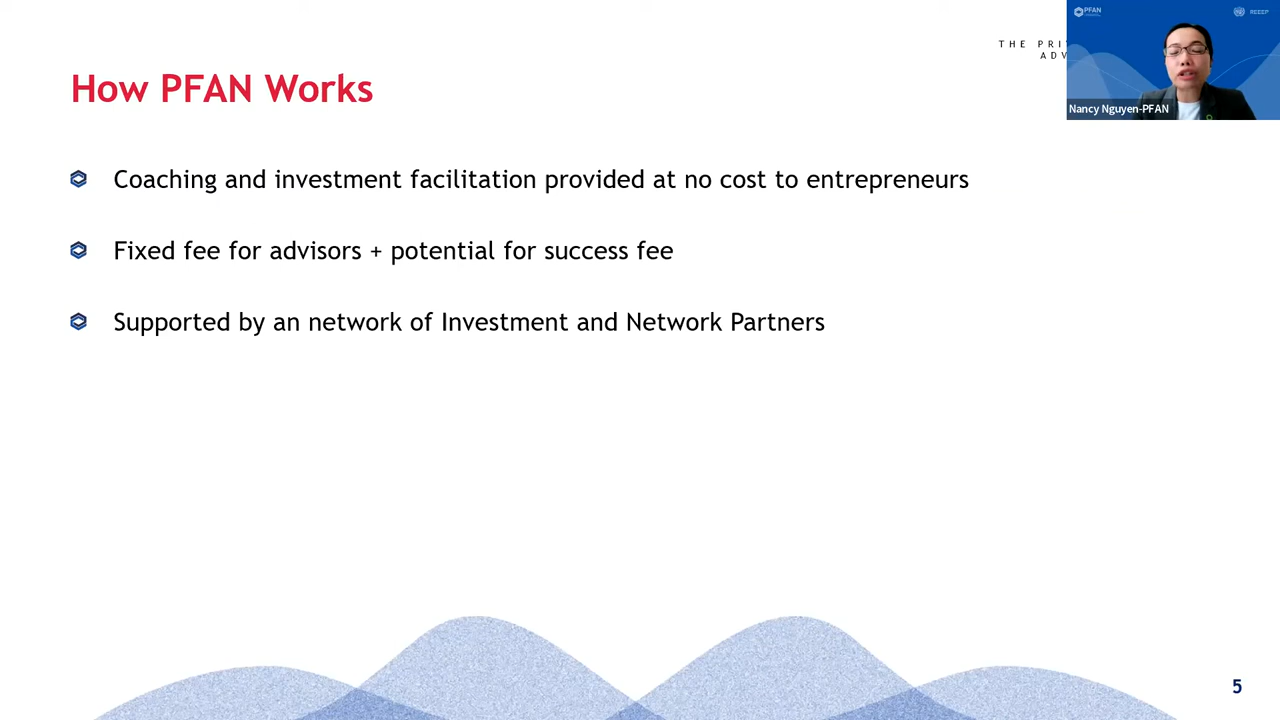 THE PRI
ADV
PFAN
REEEP
Nancy Nguyen-PFAN
How PFAN Works
Coaching and investment facilitation provided at no cost to entrepreneurs
Fixed fee for advisors + potential for success fee
Supported by an network of Investment and Network Partners
5